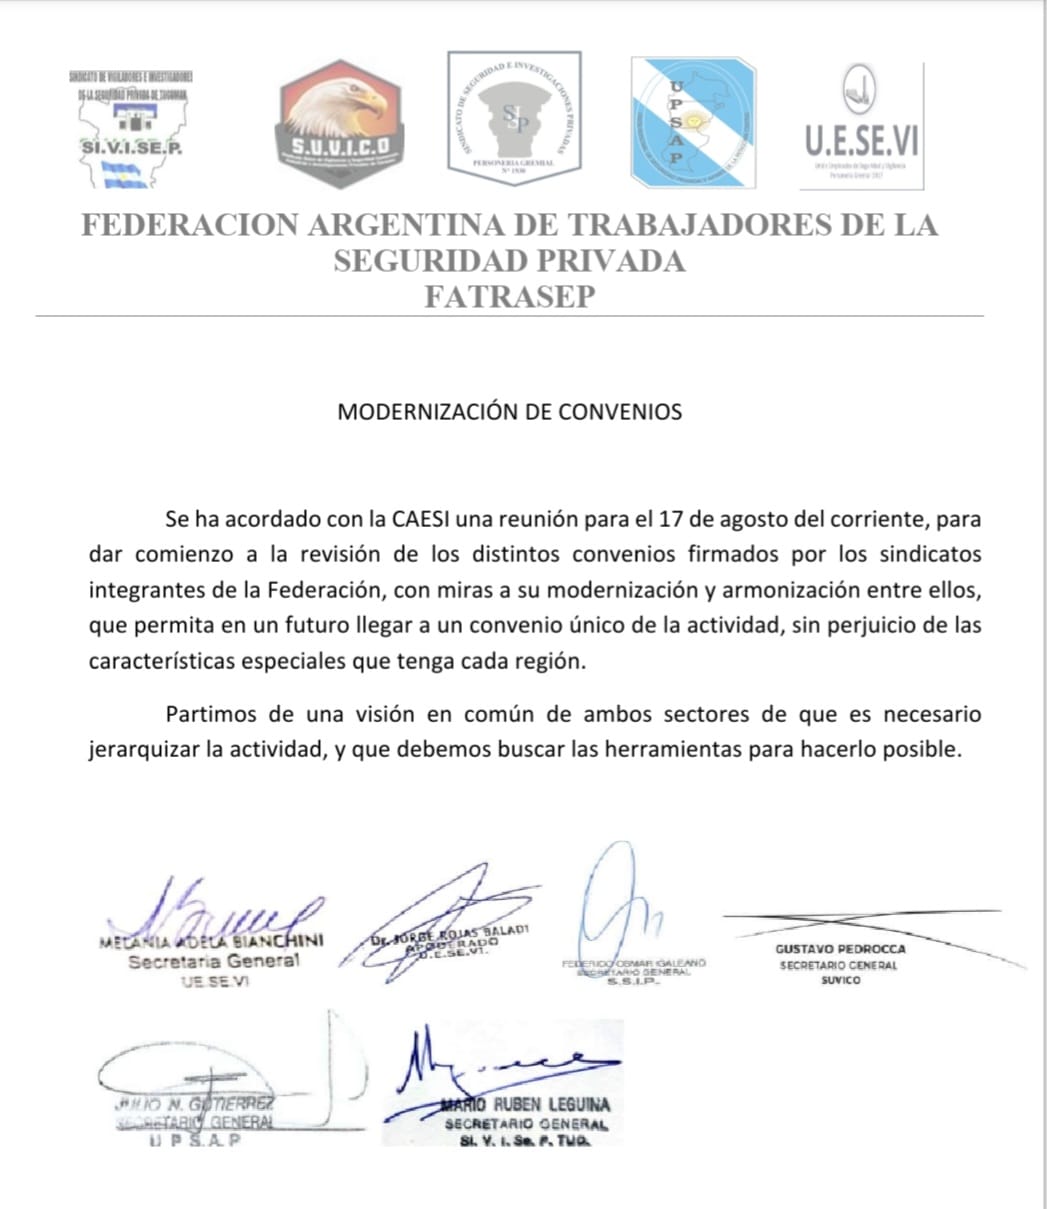 SINDICATO DE VIGILADORES E INVESTIGADORES
DE LA SEGURIDAD PRIVADA DE TUCUMAN
SI.V.I.SE.P.
S.U.V.I.C.O
SINDICATO DE SEGURIDAD E INVESTIGACIONES PRIVADAS
SIP
PERSONERIA GREMIAL
Nº 1930
UPSAP
U.E.SE.VI
Personería Gremial
FEDERACION ARGENTINA DE TRABAJADORES DE LA
SEGURIDAD PRIVADA
FATRASEP
MODERNIZACIÓN DE CONVENIOS
Se ha acordado con la CAESI una reunión para el 17 de agosto del corriente, para
dar comienzo a la revisión de los distintos convenios firmados por los sindicatos
integrantes de la Federación, con miras a su modernización y armonización entre ellos,
que permita en un futuro llegar a un convenio único de la actividad, sin perjuicio de las
características especiales que tenga cada región.
Partimos de una visión en común de ambos sectores de que es necesario
jerarquizar la actividad, y que debemos buscar las herramientas para hacerlo posible.
MELANIA ADELA BIANCHINI
Secretaria General
UE.SE.VI
Dr. JORGE ROJAS BALADI
APODERADO
U.E.SE.VI.
FEDERICO OSMAR GALEANO
SECRETARIO GENERAL
S.S.I.P.
GUSTAVO PEDROCCA
SECRETARIO GENERAL
SUVICO
JULIO N. GUTIERREZ
SECRETARIO GENERAL
U P S.A.P
MARIO RUBEN LEGUINA
SECRETARIO GENERAL
SI. V. I. Se. P. TUC.